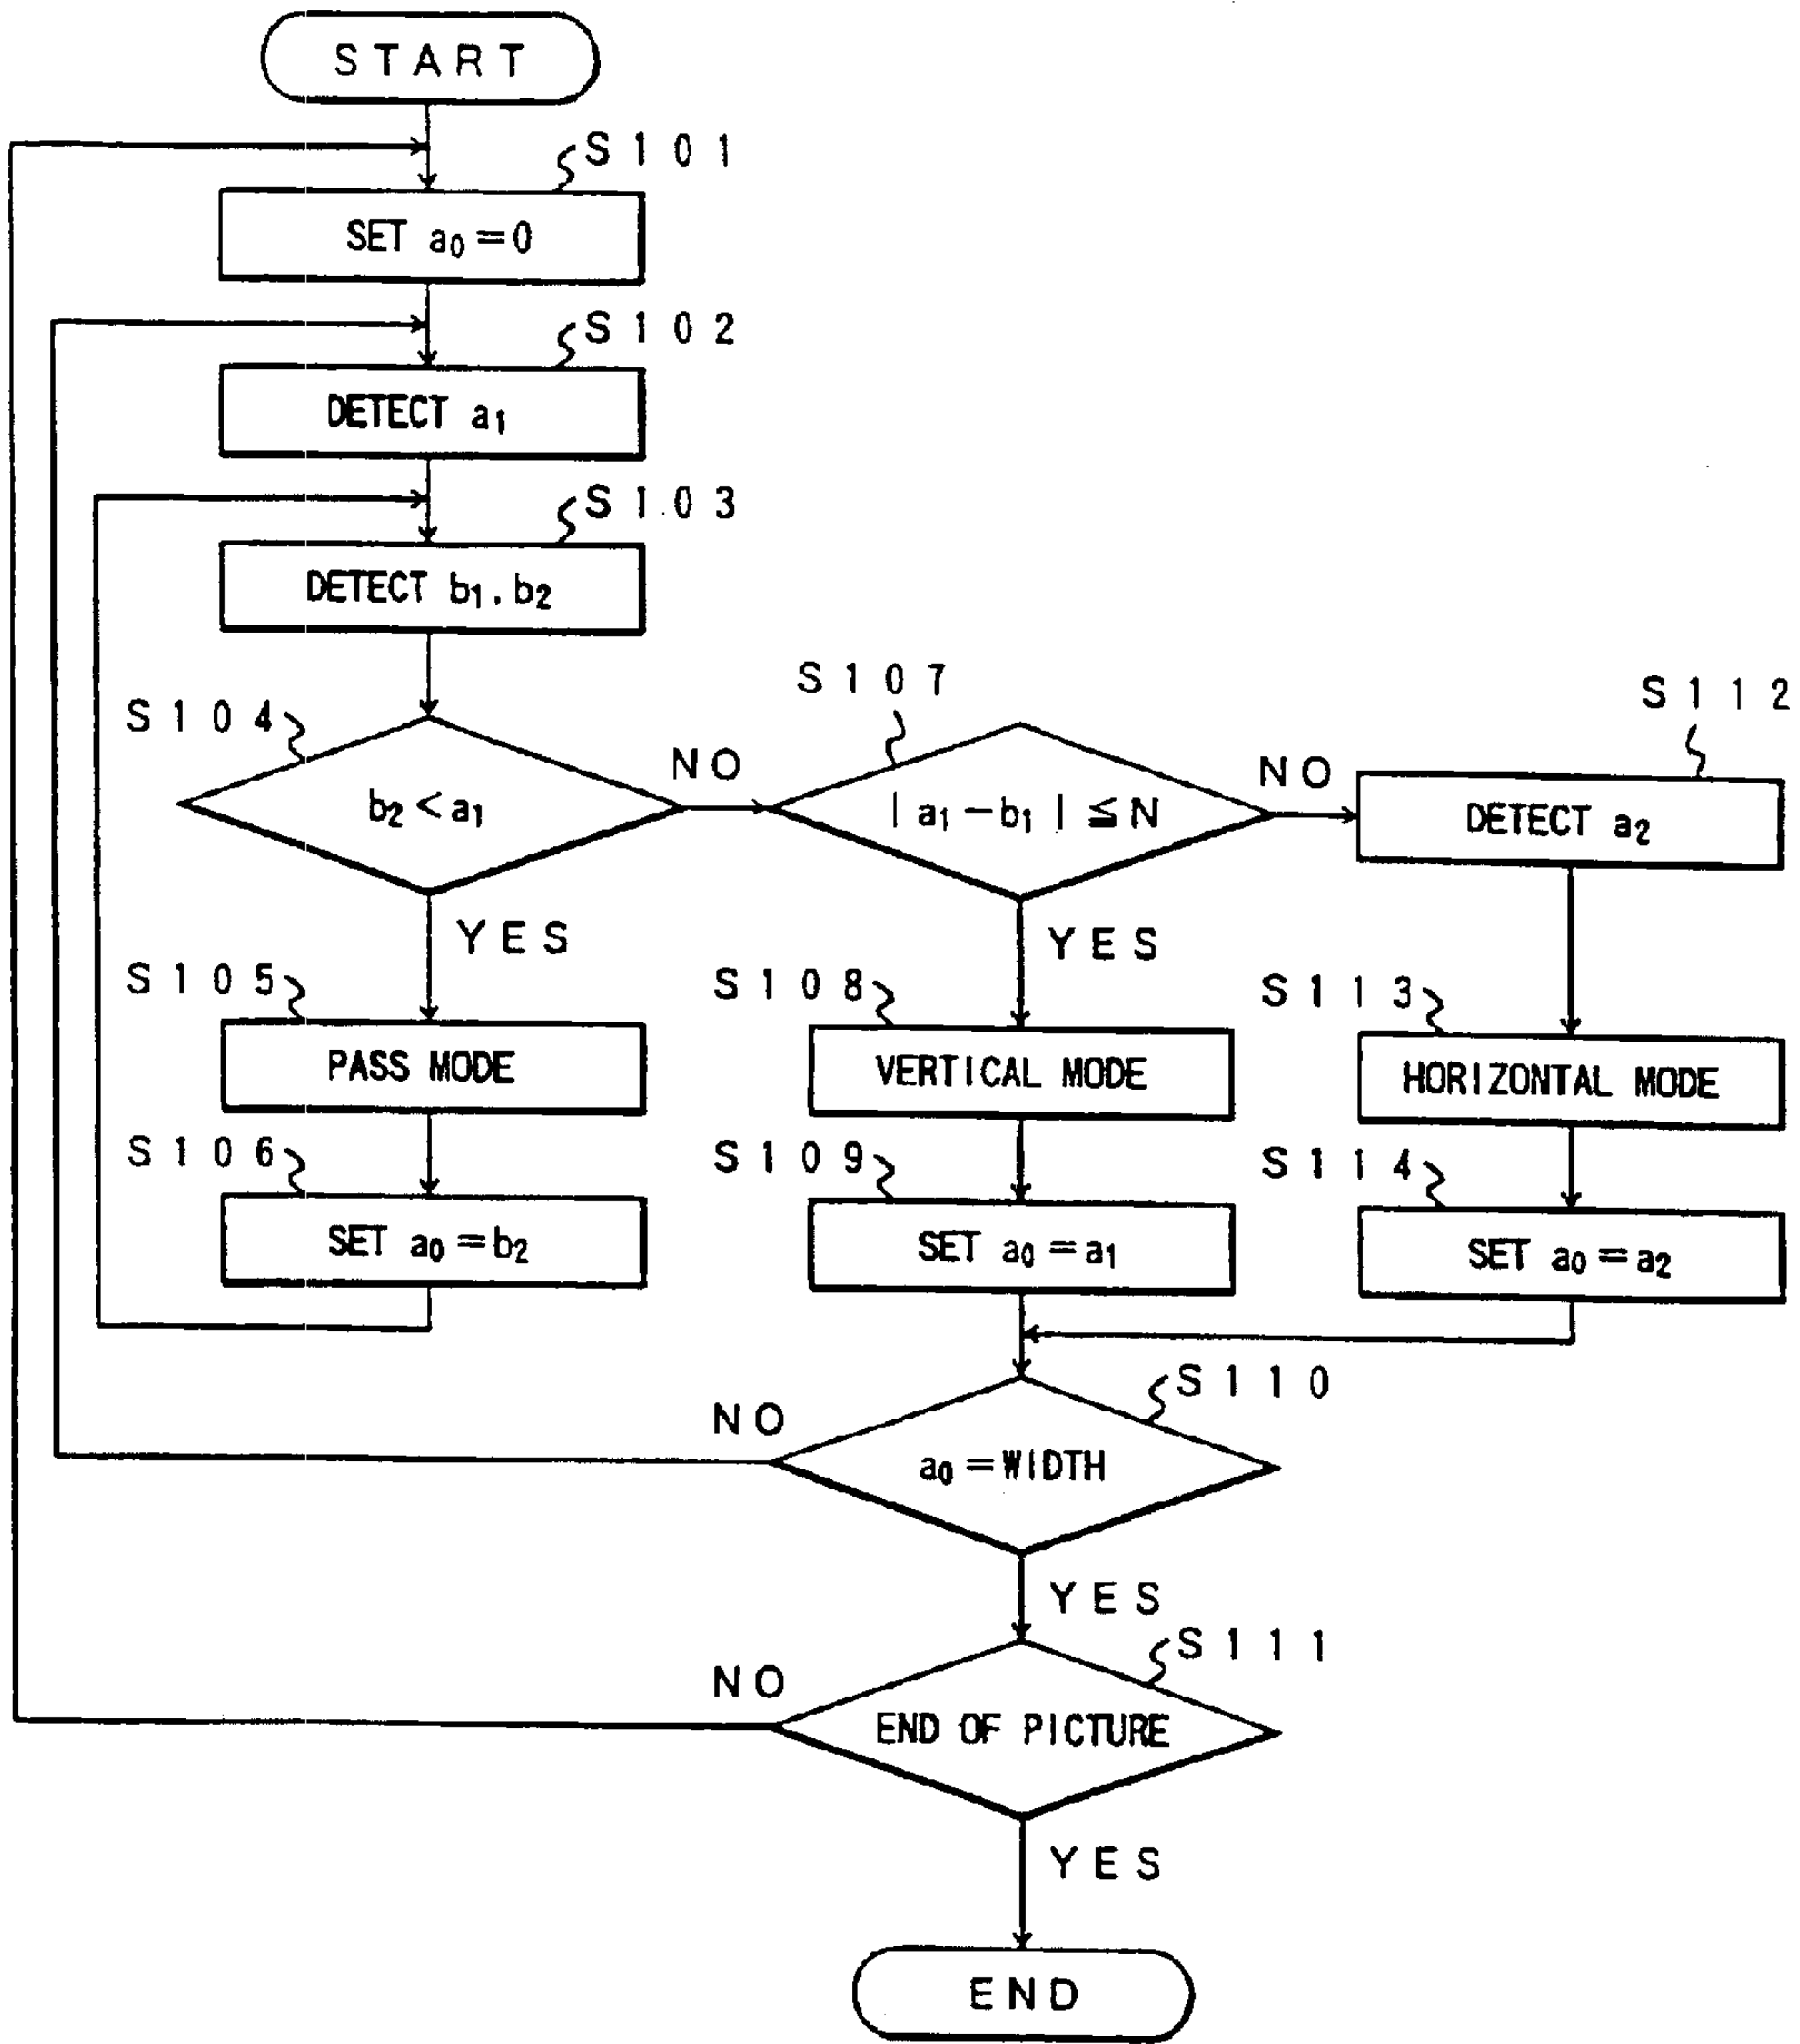 START
S101
SET a₀=0
S102
DETECT a₁
S103
DETECT b₁.b₂
S104
b₂<a₁
NO
S107
|a₁-b₁|≦N
NO
S112
DETECT a₂
YES
YES
S105
PASS MODE
S108
VERTICAL MODE
S113
HORIZONTAL MODE
S106
SET a₀=b₂
S109
SET a₀=a₁
S114
SET a₀=a₂
S110
NO
a₀=WIDTH
YES
S111
NO
END OF PICTURE
YES
END